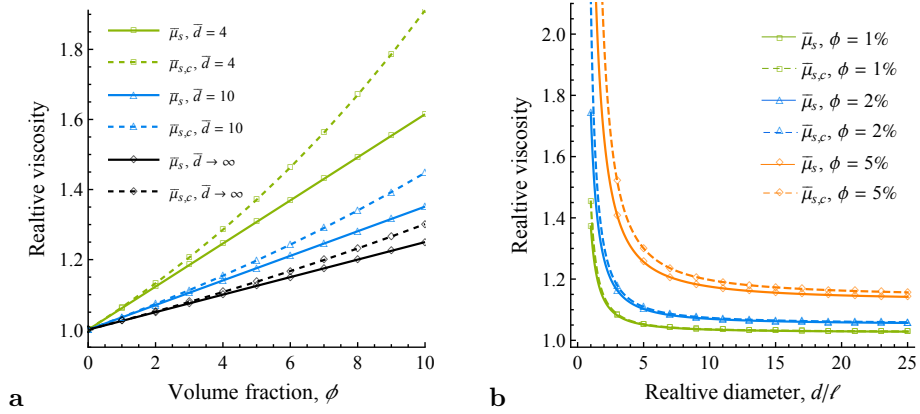 1.8
1.6
1.4
1.2
1.0
0
2
4
6
8
10
Realtive viscosity
Volume fraction, ϕ
μ̅s, d̅ = 4
μ̅s,c, d̅ = 4
μ̅s, d̅ = 10
μ̅s,c, d̅ = 10
μ̅s, d̅ → ∞
μ̅s,c, d̅ → ∞
a
2.0
1.8
1.6
1.4
1.2
1.0
0
5
10
15
20
25
Realtive viscosity
Realtive diameter, d/ℓ
μ̅s, ϕ = 1%
μ̅s,c, ϕ = 1%
μ̅s, ϕ = 2%
μ̅s,c, ϕ = 2%
μ̅s, ϕ = 5%
μ̅s,c, ϕ = 5%
b